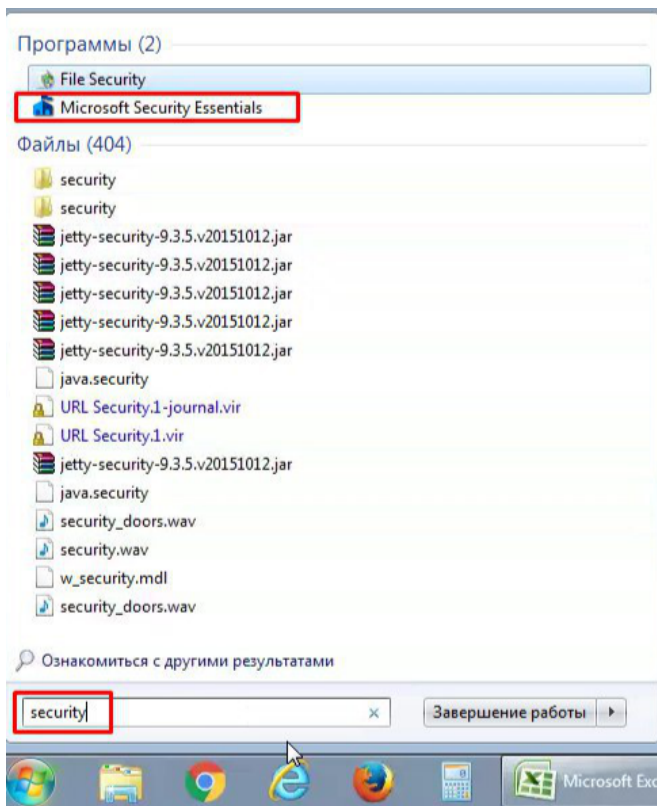 Программы (2)
File Security
Microsoft Security Essentials
Файлы (404)
security
security
jetty-security-9.3.5.v20151012.jar
jetty-security-9.3.5.v20151012.jar
jetty-security-9.3.5.v20151012.jar
jetty-security-9.3.5.v20151012.jar
jetty-security-9.3.5.v20151012.jar
java.security
URL Security.1-journal.vir
URL Security.1.vir
jetty-security-9.3.5.v20151012.jar
java.security
security_doors.wav
security.wav
w_security.mdl
security_doors.wav
Ознакомиться с другими результатами
security Завершение работы
Microsoft Exc